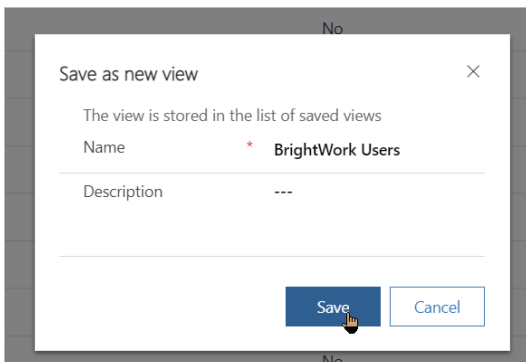 No
Save as new view
The view is stored in the list of saved views
Name * BrightWork Users
Description ---
Save Cancel
No